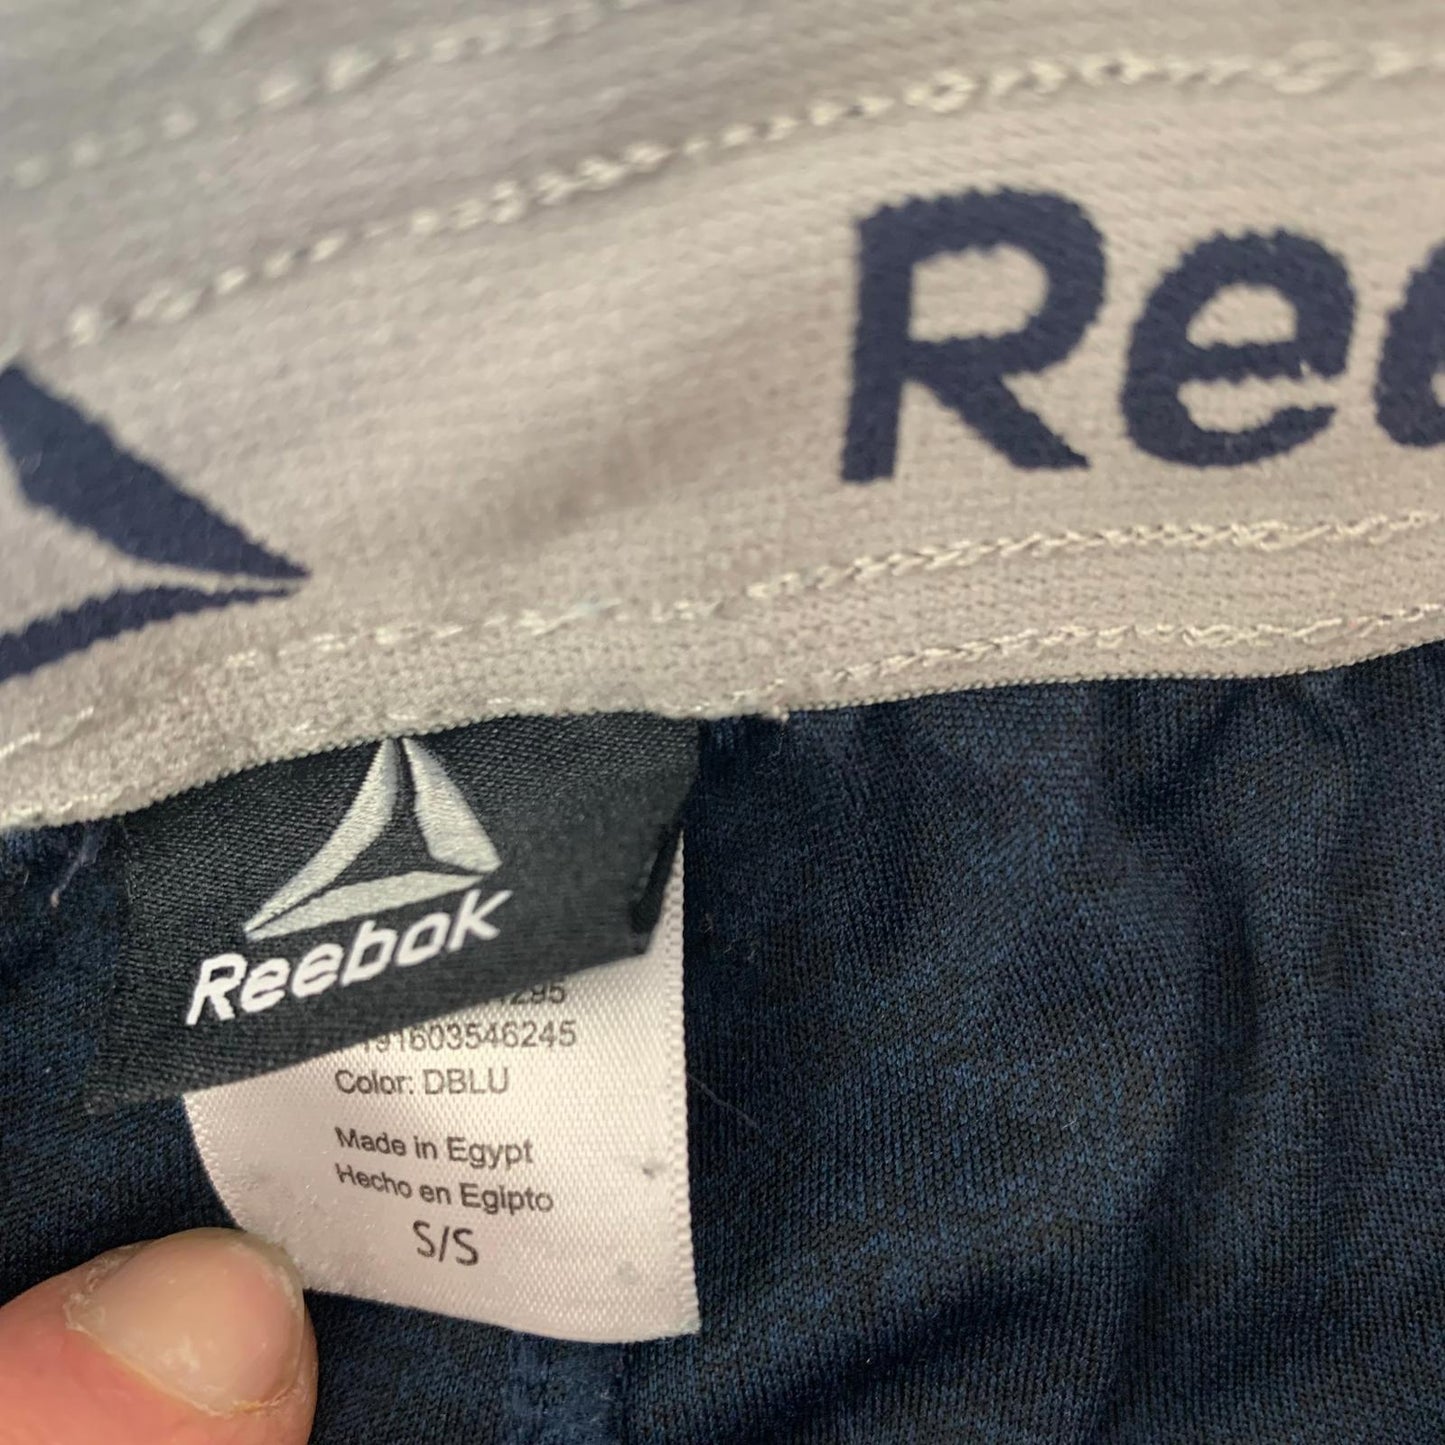 Ree
Reebok
191603546245
Color: DBLU
Made in Egypt
Hecho en Egipto
S/S